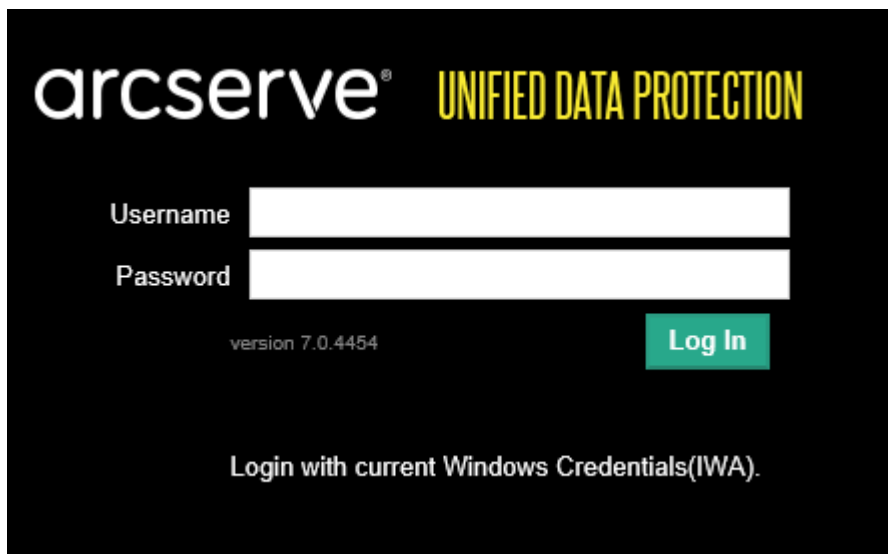 arcserve® UNIFIED DATA PROTECTION
Username
Password
version 7.0.4454
Log In
Login with current Windows Credentials(IWA).